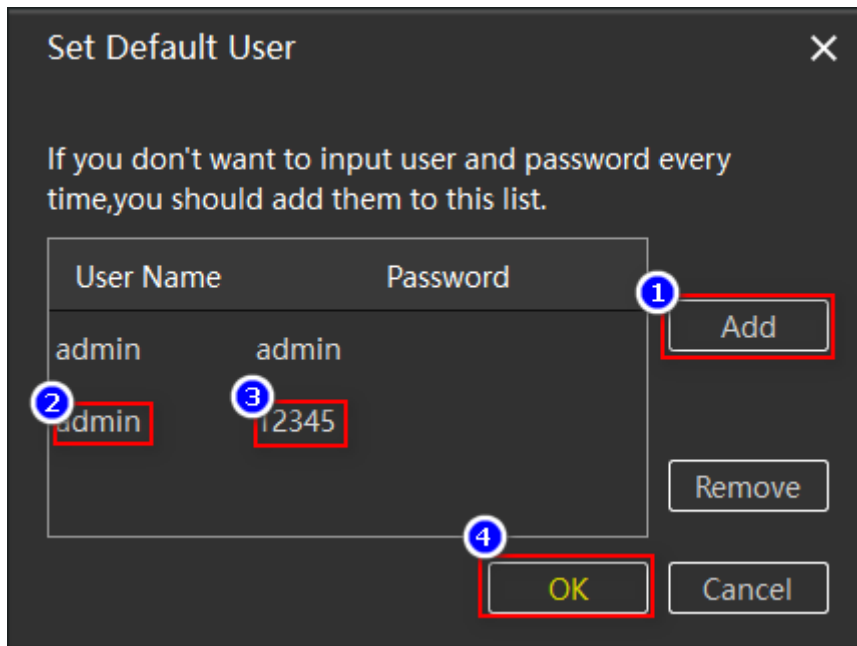 Set Default User
If you don't want to input user and password every
time,you should add them to this list.
User Name Password
1
Add
admin admin
2 admin 3 12345
Remove
4
OK Cancel